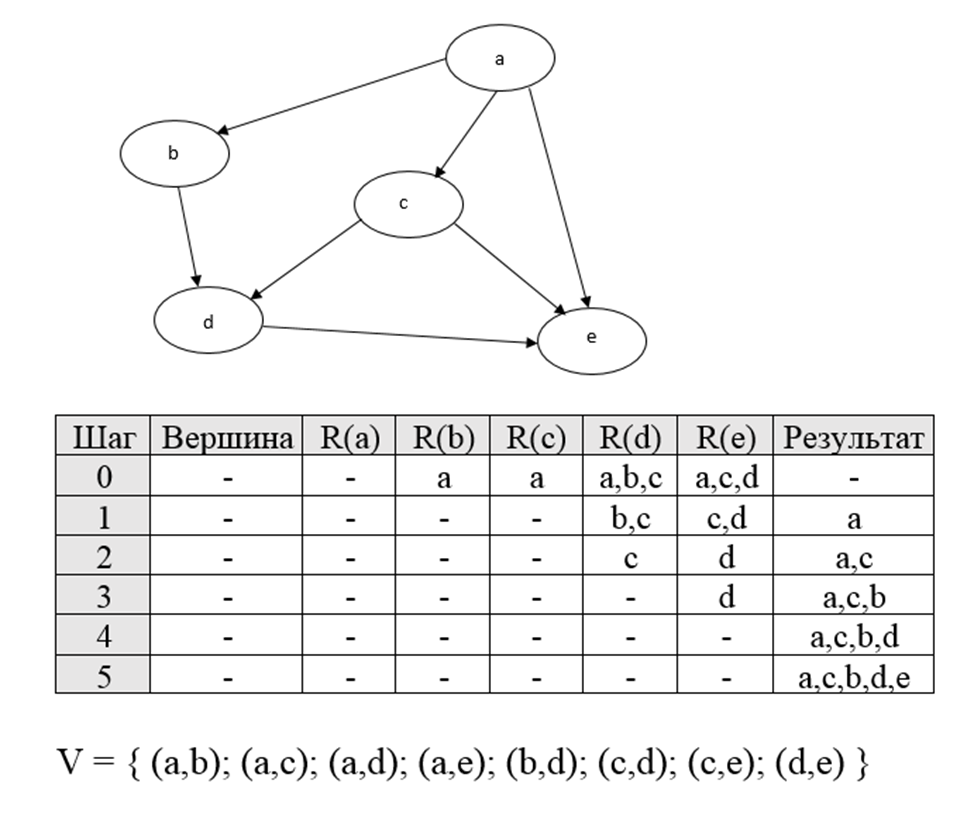 a
b
c
d
e
Шаг Вершина R(a) R(b) R(c) R(d) R(e) Результат
0 - - a a a,b,c a,c,d -
1 - - - - b,c c,d a
2 - - - - c d a,c
3 - - - - - d a,c,b
4 - - - - - - a,c,b,d
5 - - - - - - a,c,b,d,e
V = { (a,b); (a,c); (a,d); (a,e); (b,d); (c,d); (c,e); (d,e) }